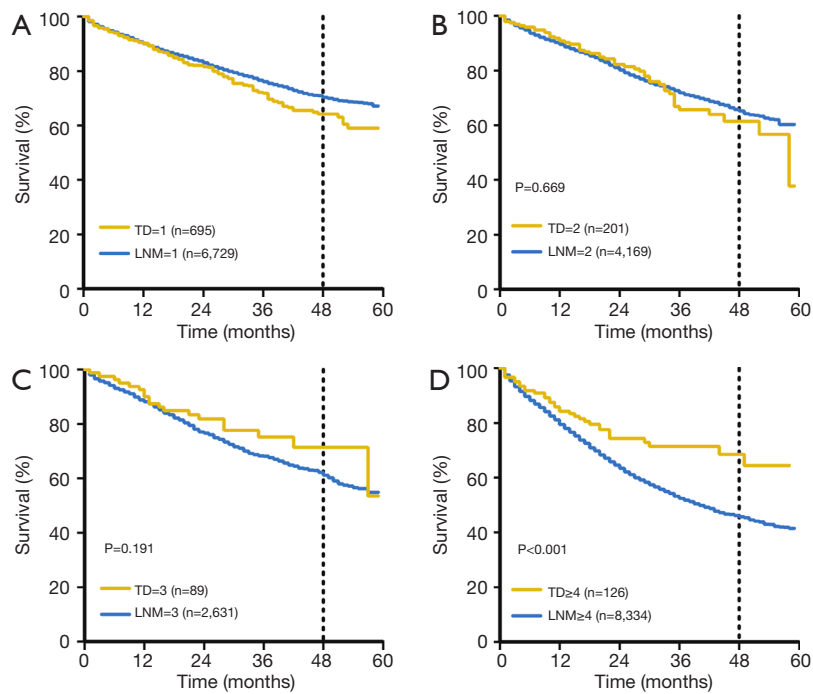 A
100
80
60
40
20
0
Survival (%)
TD=1 (n=695)
LNM=1 (n=6,729)
0 12 24 36 48 60
Time (months)
B
100
80
60
40
20
0
Survival (%)
P=0.669
TD=2 (n=201)
LNM=2 (n=4,169)
0 12 24 36 48 60
Time (months)
C
100
80
60
40
20
0
Survival (%)
P=0.191
TD=3 (n=89)
LNM=3 (n=2,631)
0 12 24 36 48 60
Time (months)
D
100
80
60
40
20
0
Survival (%)
P<0.001
TD≥4 (n=126)
LNM≥4 (n=8,334)
0 12 24 36 48 60
Time (months)